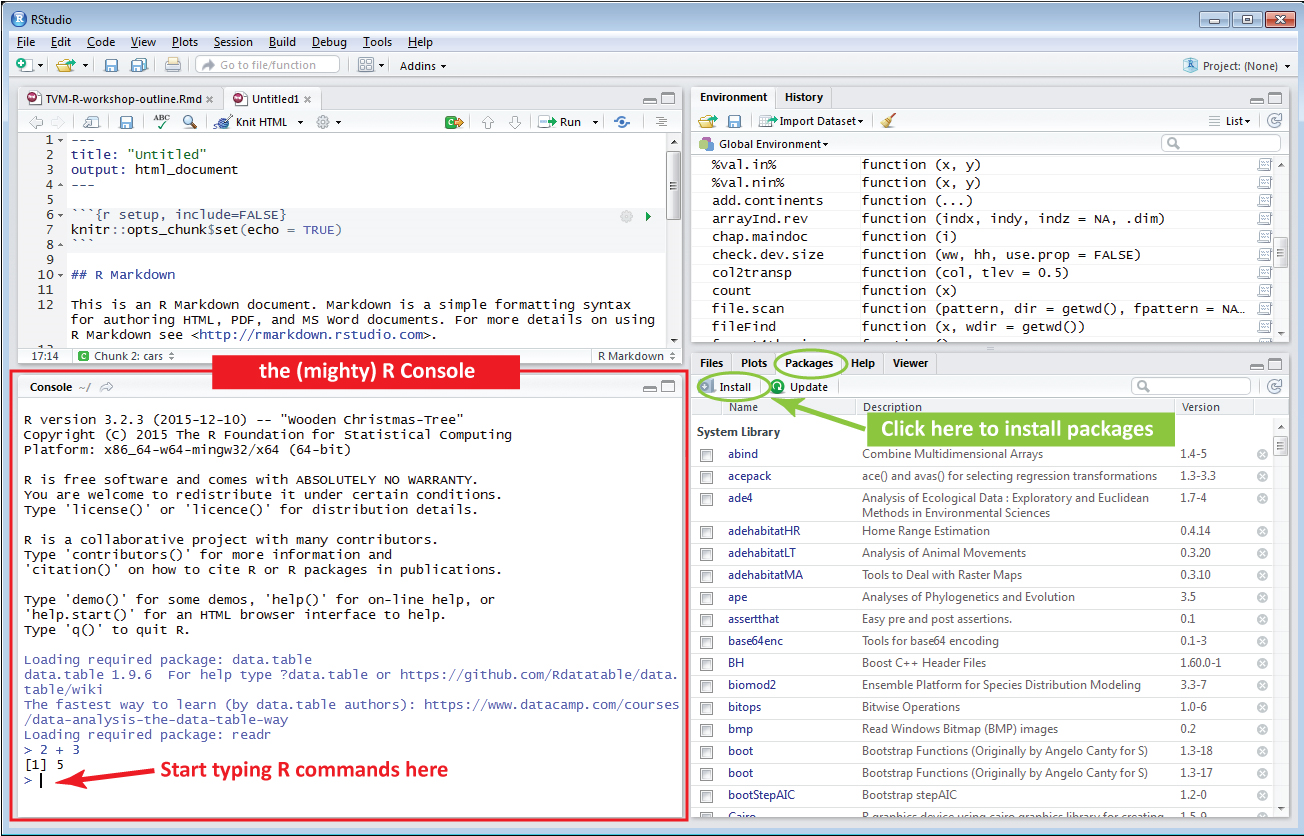 RStudio
File Edit Code View Plots Session Build Debug Tools Help
Go to file/function Addins Project: (None)
TVM-R-workshop-outline.Rmd Untitled1
ABC Knit HTML Run
1 ---
2 title: "Untitled"
3 output: html_document
4 ---
5
6 ```{r setup, include=FALSE}
7 knitr::opts_chunk$set(echo = TRUE)
8 ```
9
10 ## R Markdown
11
12 This is an R Markdown document. Markdown is a simple formatting syntax
for authoring HTML, PDF, and MS Word documents. For more details on using
R Markdown see <http://rmarkdown.rstudio.com>.
17:14 Chunk 2: cars R Markdown
the (mighty) R Console
Console ~/
R version 3.2.3 (2015-12-10) -- "Wooden Christmas-Tree"
Copyright (C) 2015 The R Foundation for Statistical Computing
Platform: x86_64-w64-mingw32/x64 (64-bit)
R is free software and comes with ABSOLUTELY NO WARRANTY.
You are welcome to redistribute it under certain conditions.
Type 'license()' or 'licence()' for distribution details.
R is a collaborative project with many contributors.
Type 'contributors()' for more information and
'citation()' on how to cite R or R packages in publications.
Type 'demo()' for some demos, 'help()' for on-line help, or
'help.start()' for an HTML browser interface to help.
Type 'q()' to quit R.
Loading required package: data.table
data.table 1.9.6  For help type ?data.table or https://github.com/Rdatatable/data.
table/wiki
The fastest way to learn (by data.table authors): https://www.datacamp.com/courses
/data-analysis-the-data-table-way
Loading required package: readr
> 2 + 3
[1] 5
>
Start typing R commands here
Environment History
Import Dataset List
Global Environment
%val.in% function (x, y)
%val.nin% function (x, y)
add.continents function (...)
arrayInd.rev function (indx, indy, indz = NA, .dim)
chap.maindoc function (i)
check.dev.size function (ww, hh, use.prop = FALSE)
col2transp function (col, tlev = 0.5)
count function (x)
file.scan function (pattern, dir = getwd(), fpattern = NA…
fileFind function (x, wdir = getwd())
Files Plots Packages Help Viewer
Install Update
Name Description Version
Click here to install packages
System Library
abind Combine Multidimensional Arrays 1.4-5
acepack ace() and avas() for selecting regression transformations 1.3-3.3
ade4 Analysis of Ecological Data : Exploratory and Euclidean 1.7-4
Methods in Environmental Sciences
adehabitatHR Home Range Estimation 0.4.14
adehabitatLT Analysis of Animal Movements 0.3.20
adehabitatMA Tools to Deal with Raster Maps 0.3.10
ape Analyses of Phylogenetics and Evolution 3.5
assertthat Easy pre and post assertions. 0.1
base64enc Tools for base64 encoding 0.1-3
BH Boost C++ Header Files 1.60.0-1
biomod2 Ensemble Platform for Species Distribution Modeling 3.3-7
bitops Bitwise Operations 1.0-6
bmp Read Windows Bitmap (BMP) images 0.2
boot Bootstrap Functions (Originally by Angelo Canty for S) 1.3-18
boot Bootstrap Functions (Originally by Angelo Canty for S) 1.3-17
bootStepAIC Bootstrap stepAIC 1.2-0
Cairo R graphics device using cairo graphics library for creating 1.5-9